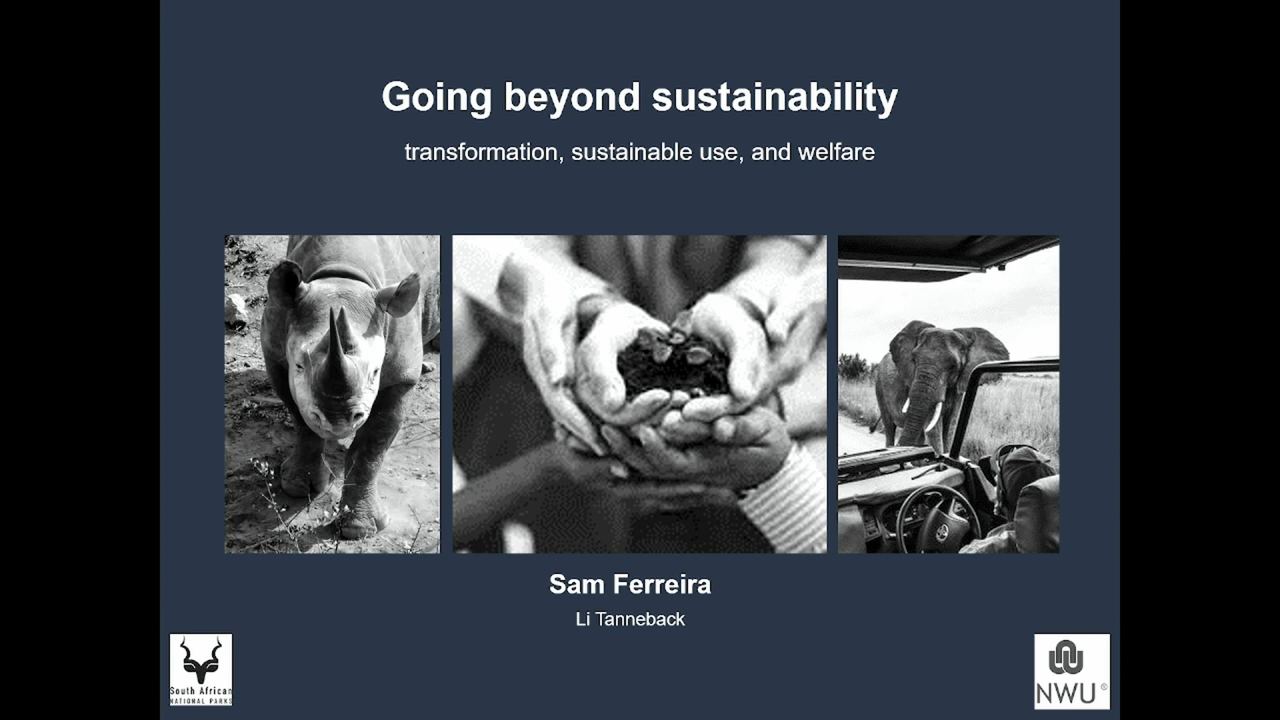 Going beyond sustainability
transformation, sustainable use, and welfare
Sam Ferreira
Li Tanneback
South African
NATIONAL PARKS
NWU®